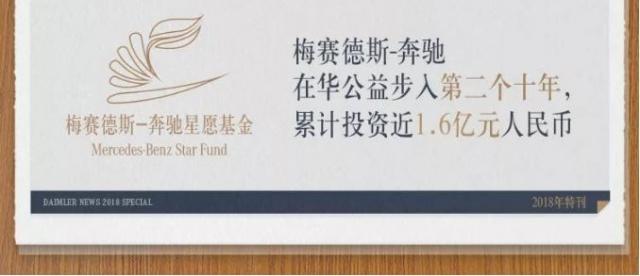 梅赛德斯-奔驰
在华公益步入第二个十年，
累计投资近1.6亿元人民币
梅赛德斯-奔驰星愿基金
Mercedes-Benz Star Fund
DAIMLER NEWS 2018 SPECIAL
2018年特刊